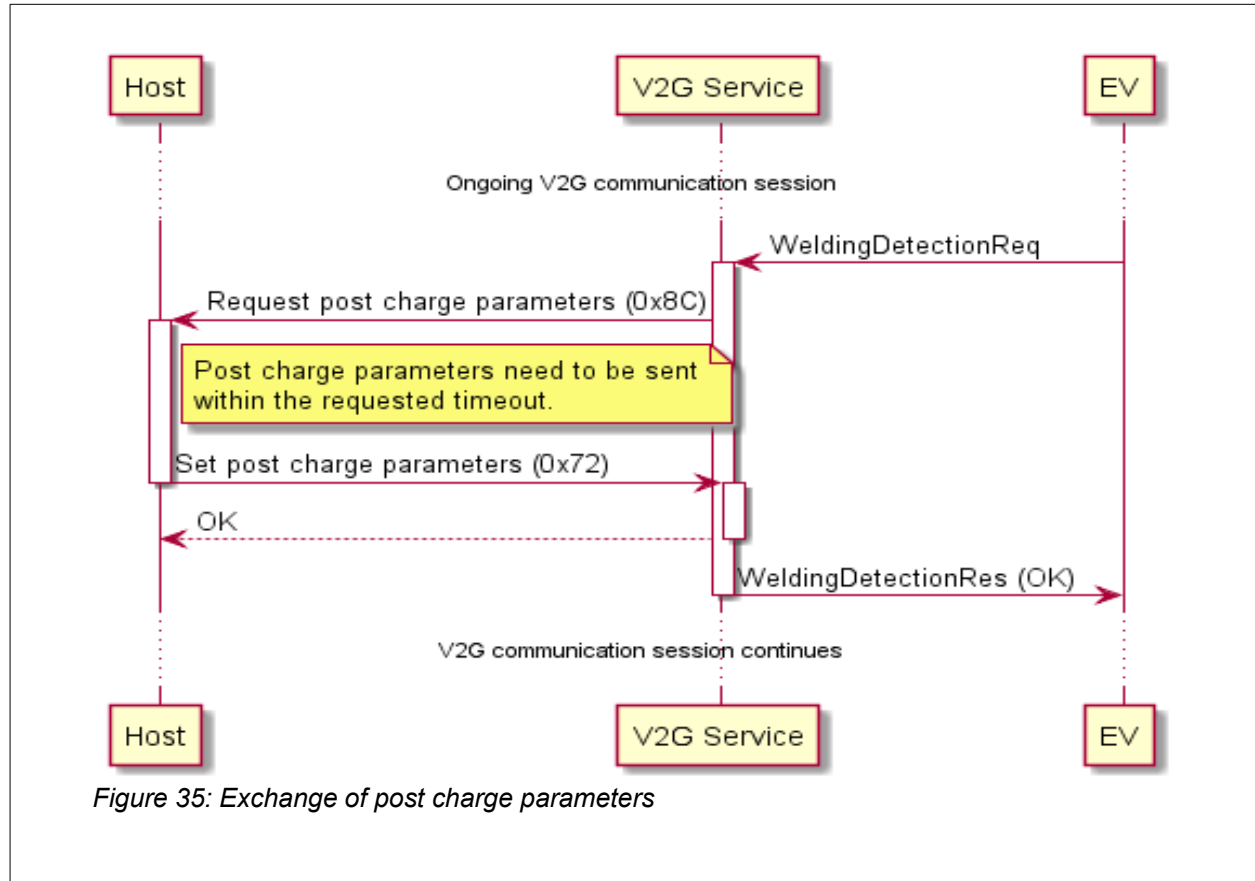 Host V2G Service EV
Ongoing V2G communication session
WeldingDetectionReq
Request post charge parameters (0x8C)
Post charge parameters need to be sent
within the requested timeout.
Set post charge parameters (0x72)
OK
WeldingDetectionRes (OK)
V2G communication session continues
Host V2G Service EV
Figure 35: Exchange of post charge parameters